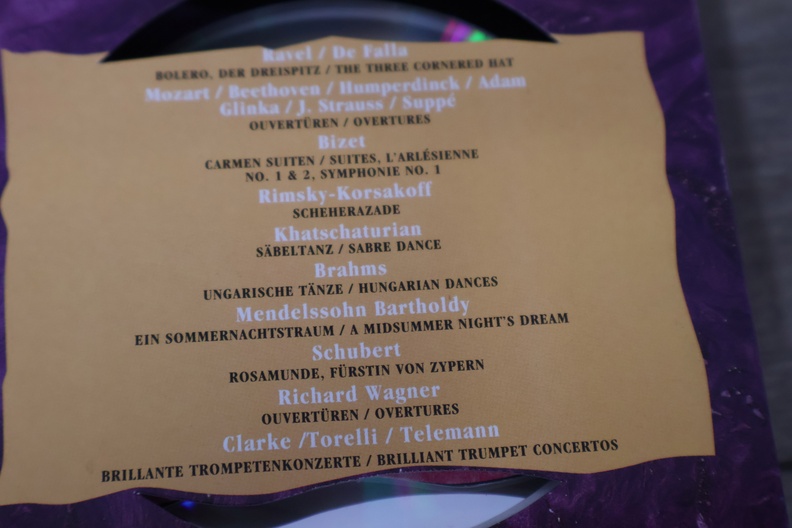 Ravel / De Falla
BOLERO, DER DREISPITZ / THE THREE CORNERED HAT
Mozart / Beethoven / Humperdinck / Adam
Glinka / J. Strauss / Suppé
OUVERTÜREN / OVERTURES
Bizet
CARMEN SUITEN / SUITES, L'ARLÉSIENNE
NO. 1 & 2, SYMPHONIE NO. 1
Rimsky-Korsakoff
SCHEHERAZADE
Khatschaturian
SÄBELTANZ / SABRE DANCE
Brahms
UNGARISCHE TÄNZE / HUNGARIAN DANCES
Mendelssohn Bartholdy
EIN SOMMERNACHTSTRAUM / A MIDSUMMER NIGHT'S DREAM
Schubert
ROSAMUNDE, FÜRSTIN VON ZYPERN
Richard Wagner
OUVERTÜREN / OVERTURES
Clarke /Torelli / Telemann
BRILLANTE TROMPETENKONZERTE / BRILLIANT TRUMPET CONCERTOS